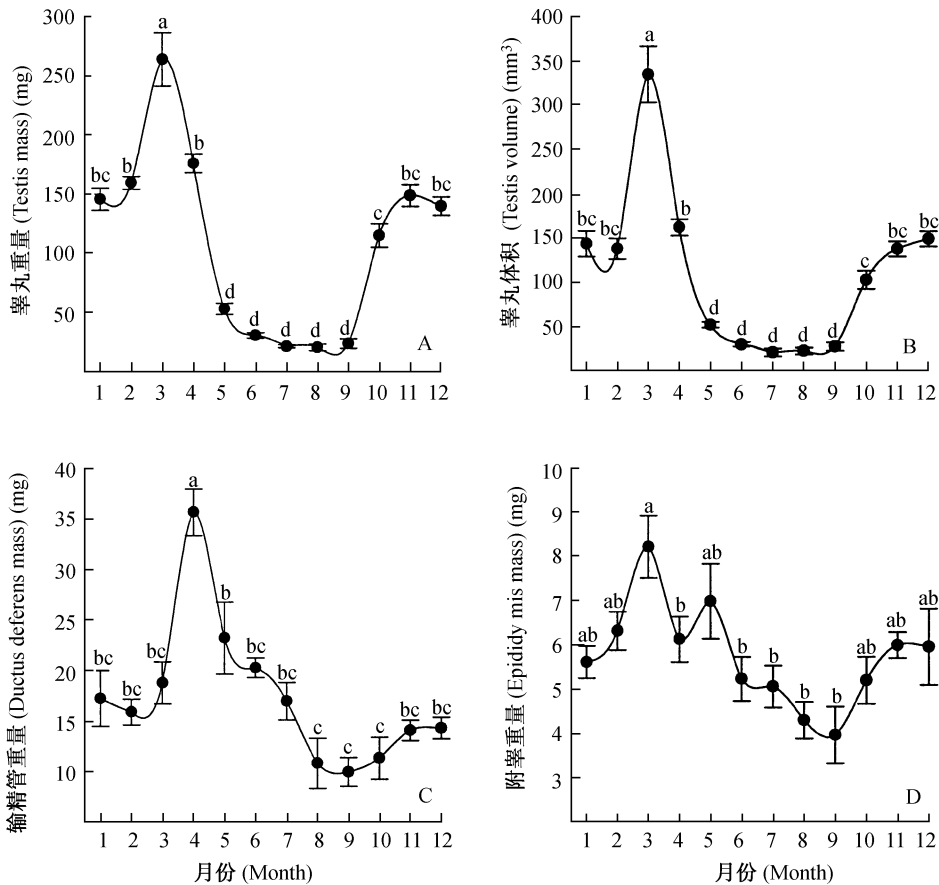 睾丸重量 (Testis mass) (mg)
300
250
200
150
100
50
bc
b
a
b
d
d
d
d
d
c
bc
bc
A
1 2 3 4 5 6 7 8 9 10 11 12
睾丸体积 (Testis volume) (mm³)
400
350
300
250
200
150
100
50
bc
bc
a
b
d
d
d
d
d
c
bc
bc
B
1 2 3 4 5 6 7 8 9 10 11 12
输精管重量 (Ductus deferens mass) (mg)
40
35
30
25
20
15
10
bc
bc
bc
a
b
bc
bc
c
c
c
bc
bc
C
1 2 3 4 5 6 7 8 9 10 11 12
月份 (Month)
附睾重量 (Epididy mis mass) (mg)
10
9
8
7
6
5
4
3
ab
ab
a
b
ab
b
b
b
b
ab
ab
ab
D
1 2 3 4 5 6 7 8 9 10 11 12
月份 (Month)